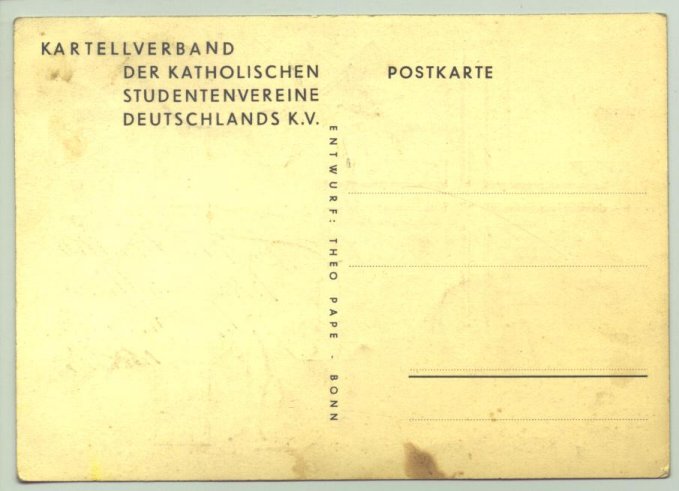 KARTELLVERBAND
DER KATHOLISCHEN
STUDENTENVEREINE
DEUTSCHLANDS K.V.
POSTKARTE
ENTWURF: THEO PAPE - BONN